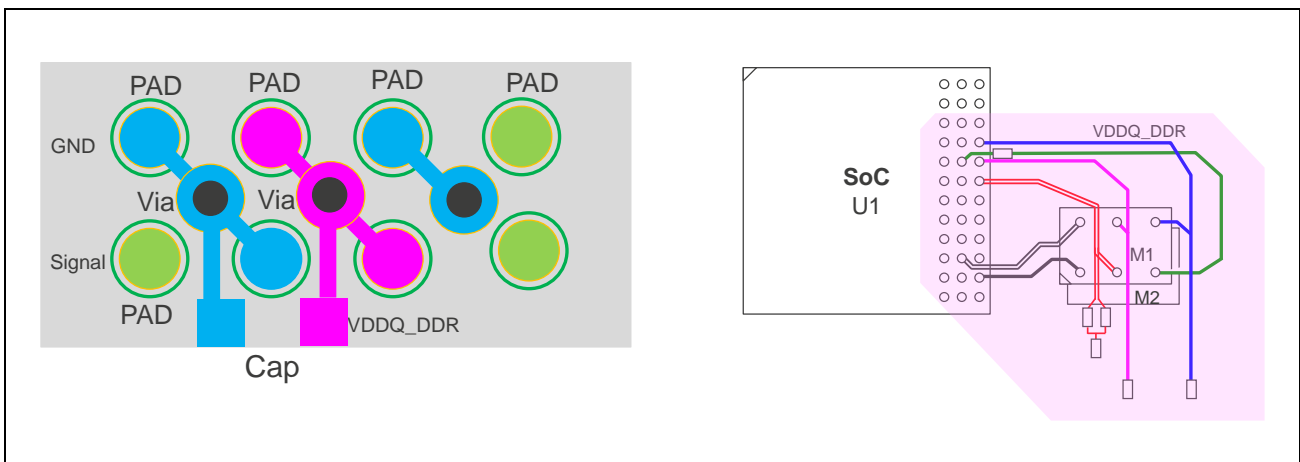 PAD PAD PAD PAD
GND
Via Via
Signal
PAD
VDDQ_DDR
Cap
VDDQ_DDR
SoC
U1
M1
M2